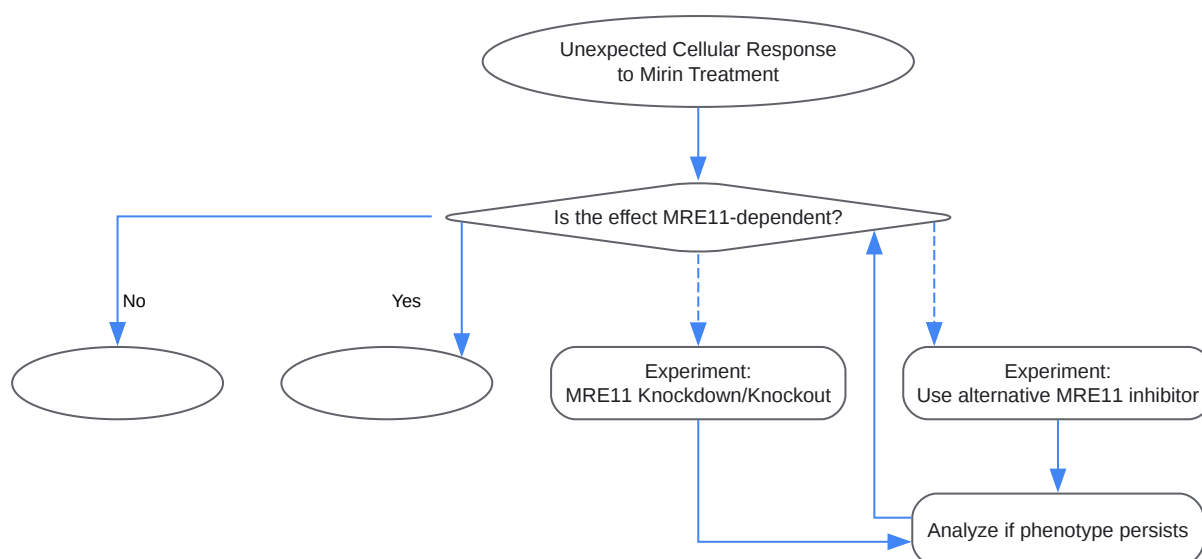 Unexpected Cellular Response
to Mirin Treatment
Is the effect MRE11-dependent?
No
Yes
Experiment:
MRE11 Knockdown/Knockout
Experiment:
Use alternative MRE11 inhibitor
Analyze if phenotype persists